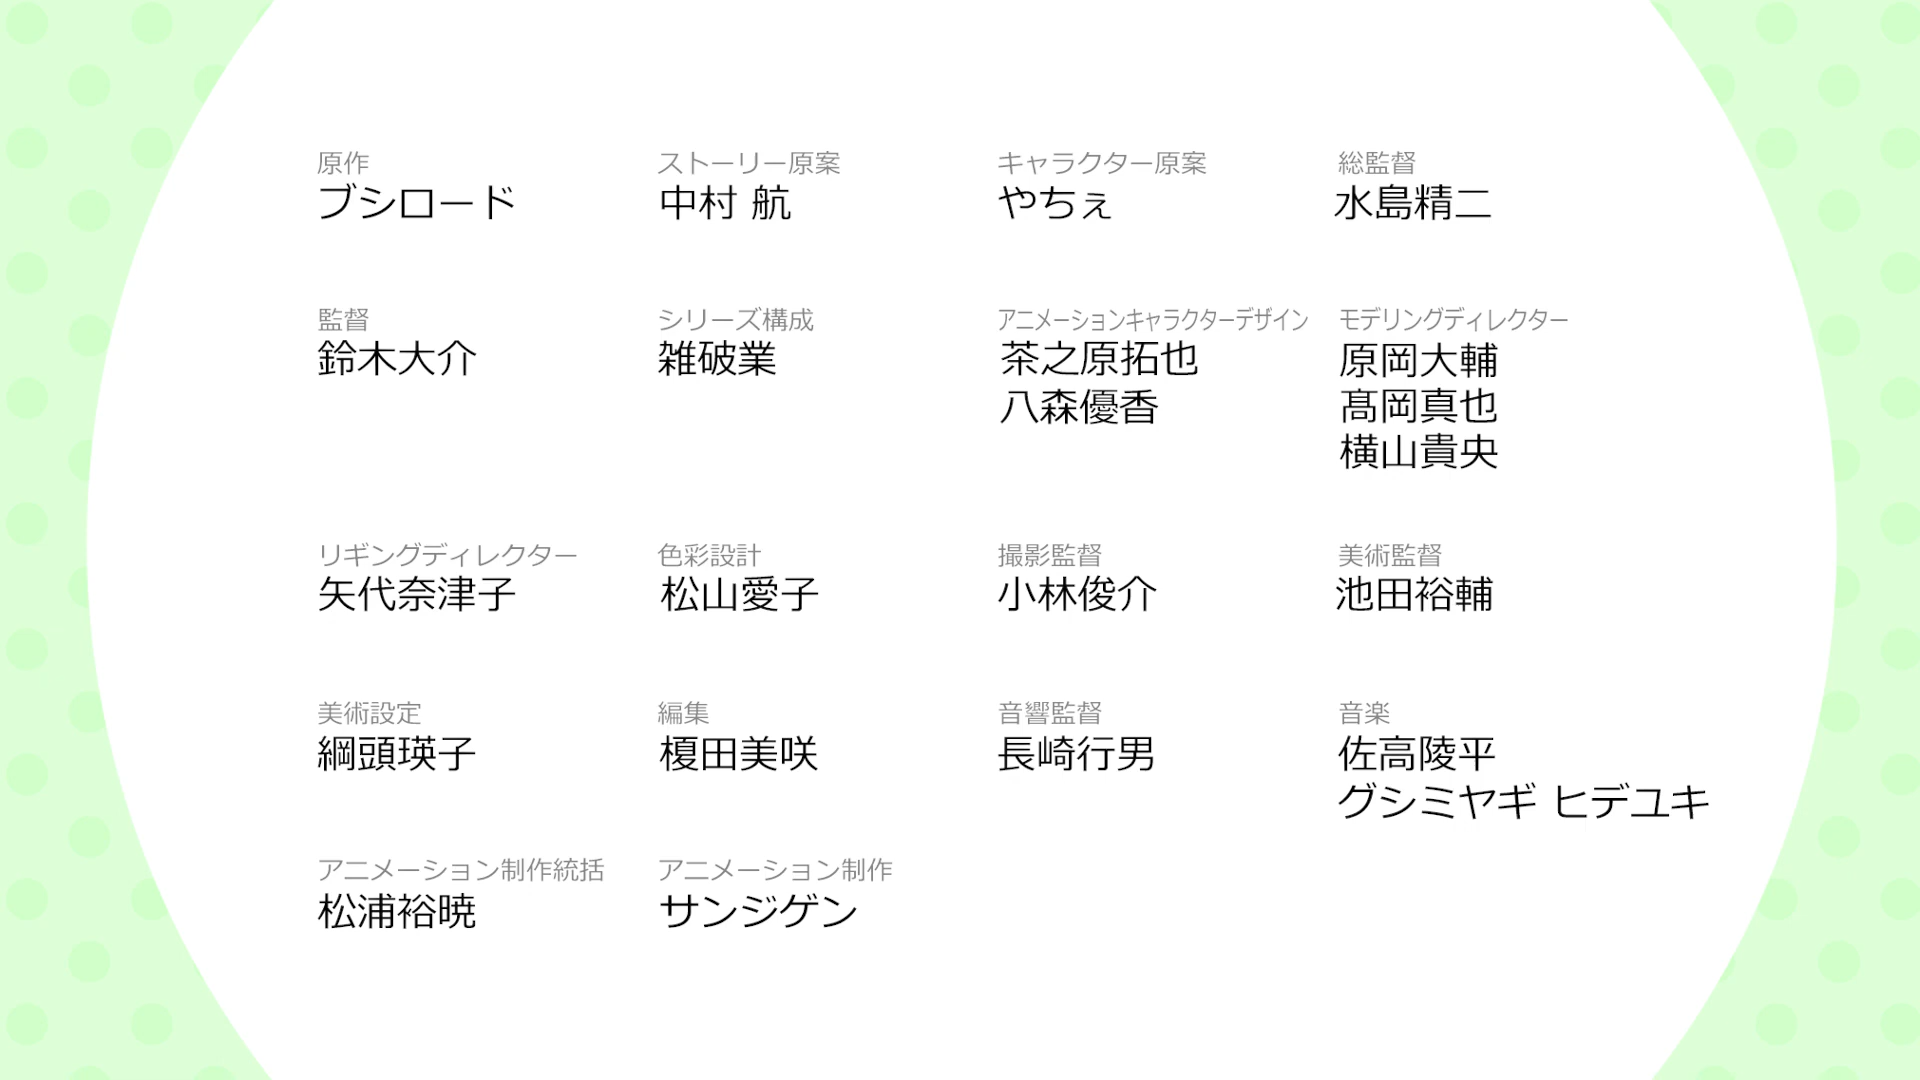 原作
ブシロード
ストーリー原案
中村 航
キャラクター原案
やちぇ
総監督
水島精二
監督
鈴木大介
シリーズ構成
雑破業
アニメーションキャラクターデザイン
茶之原拓也
八森優香
モデリングディレクター
原岡大輔
髙岡真也
横山貴央
リギングディレクター
矢代奈津子
色彩設計
松山愛子
撮影監督
小林俊介
美術監督
池田裕輔
美術設定
綱頭瑛子
編集
榎田美咲
音響監督
長崎行男
音楽
佐高陵平
グシミヤギ ヒデユキ
アニメーション制作統括
松浦裕暁
アニメーション制作
サンジゲン